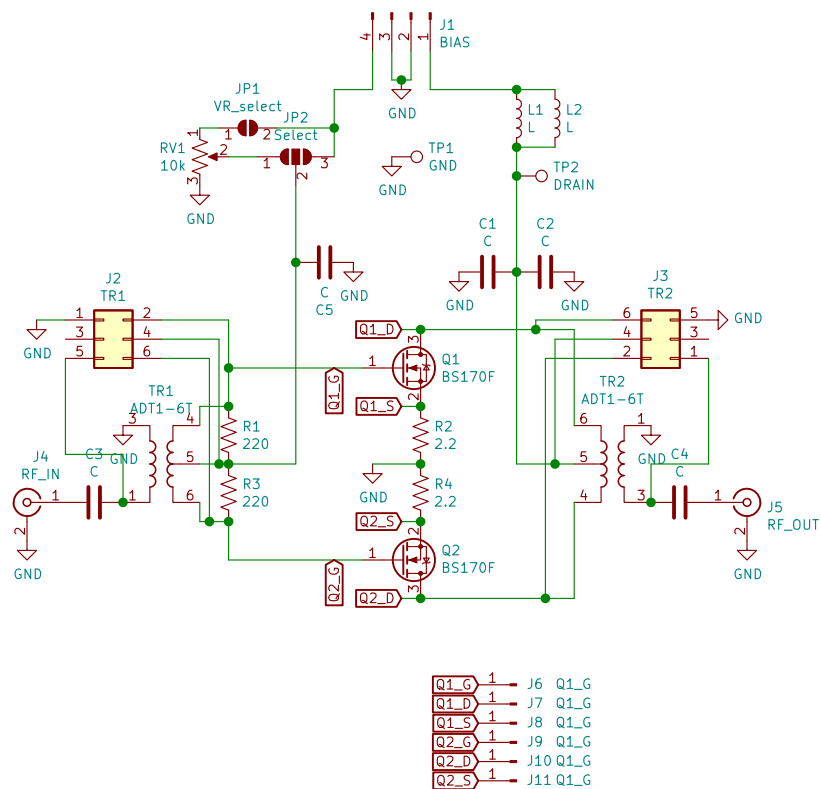 J1
BIAS
4
3
2
1
GND
JP1
VR_select
1
2
JP2
Select
1
3
2
RV1
10k
1
2
3
GND
TP1
GND
GND
L1
L
L2
L
TP2
DRAIN
C1
C
C2
C
GND
GND
C
C5
GND
J2
TR1
1
2
3
4
5
6
GND
J3
TR2
6
5
4
3
2
1
GND
Q1_D
3
Q1
BS170F
1
Q1_G
2
Q1_S
TR1
ADT1-6T
3
4
5
1
6
GND
R1
220
R3
220
R2
2.2
R4
2.2
GND
TR2
ADT1-6T
6
1
5
4
3
GND
J4
RF_IN
1
2
GND
C3
C
C4
C
J5
RF_OUT
1
2
GND
Q2_S
2
Q2
BS170F
1
Q2_G
3
Q2_D
Q1_G 1 J6 Q1_G
Q1_D 1 J7 Q1_G
Q1_S 1 J8 Q1_G
Q2_G 1 J9 Q1_G
Q2_D 1 J10 Q1_G
Q2_S 1 J11 Q1_G